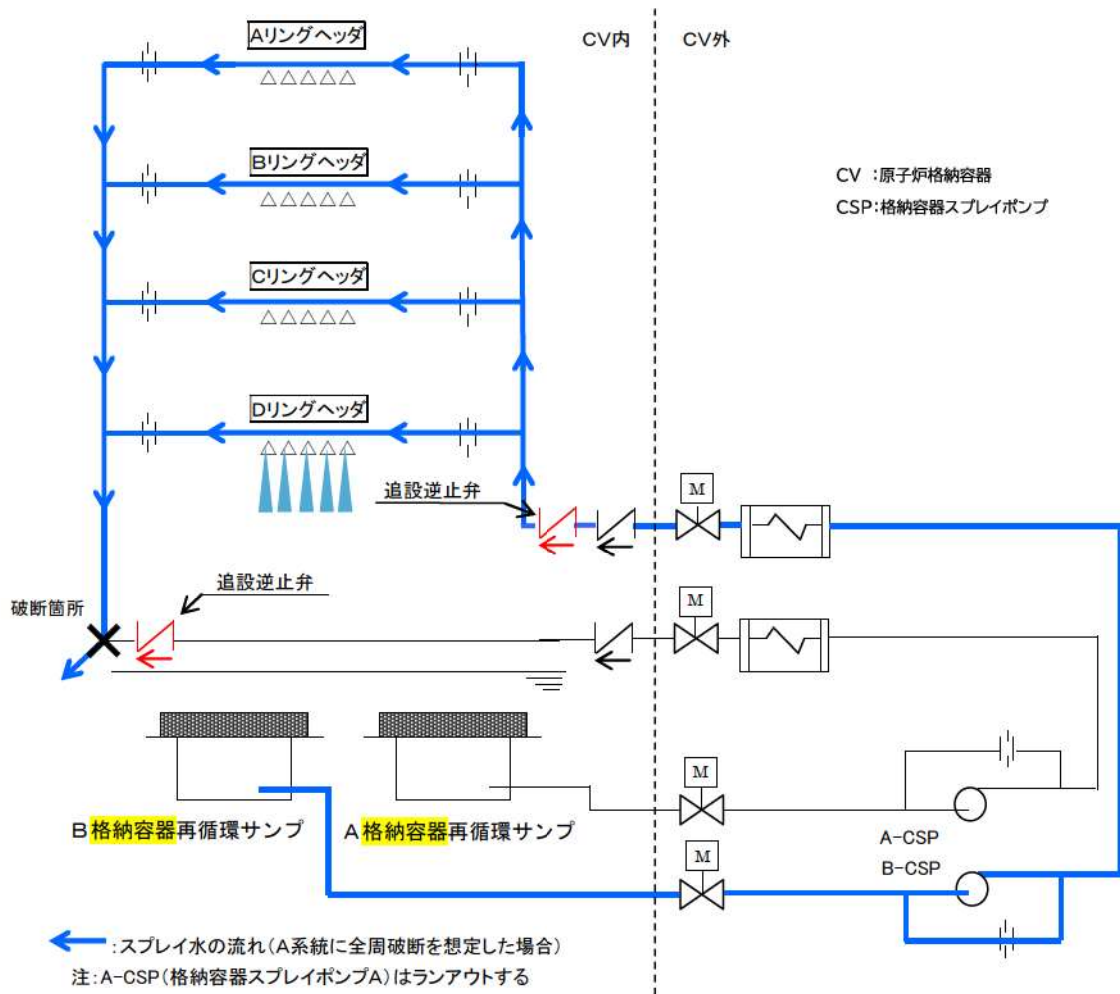 Aリングヘッダ
CV内
CV外
Bリングヘッダ
CV :原子炉格納容器
CSP:格納容器スプレイポンプ
Cリングヘッダ
Dリングヘッダ
追設逆止弁
M
追設逆止弁
破断箇所
M
M
B格納容器再循環サンプ
A格納容器再循環サンプ
A-CSP
B-CSP
M
:スプレイ水の流れ(A系統に全周破断を想定した場合)
注:A-CSP(格納容器スプレイポンプA)はランアウトする